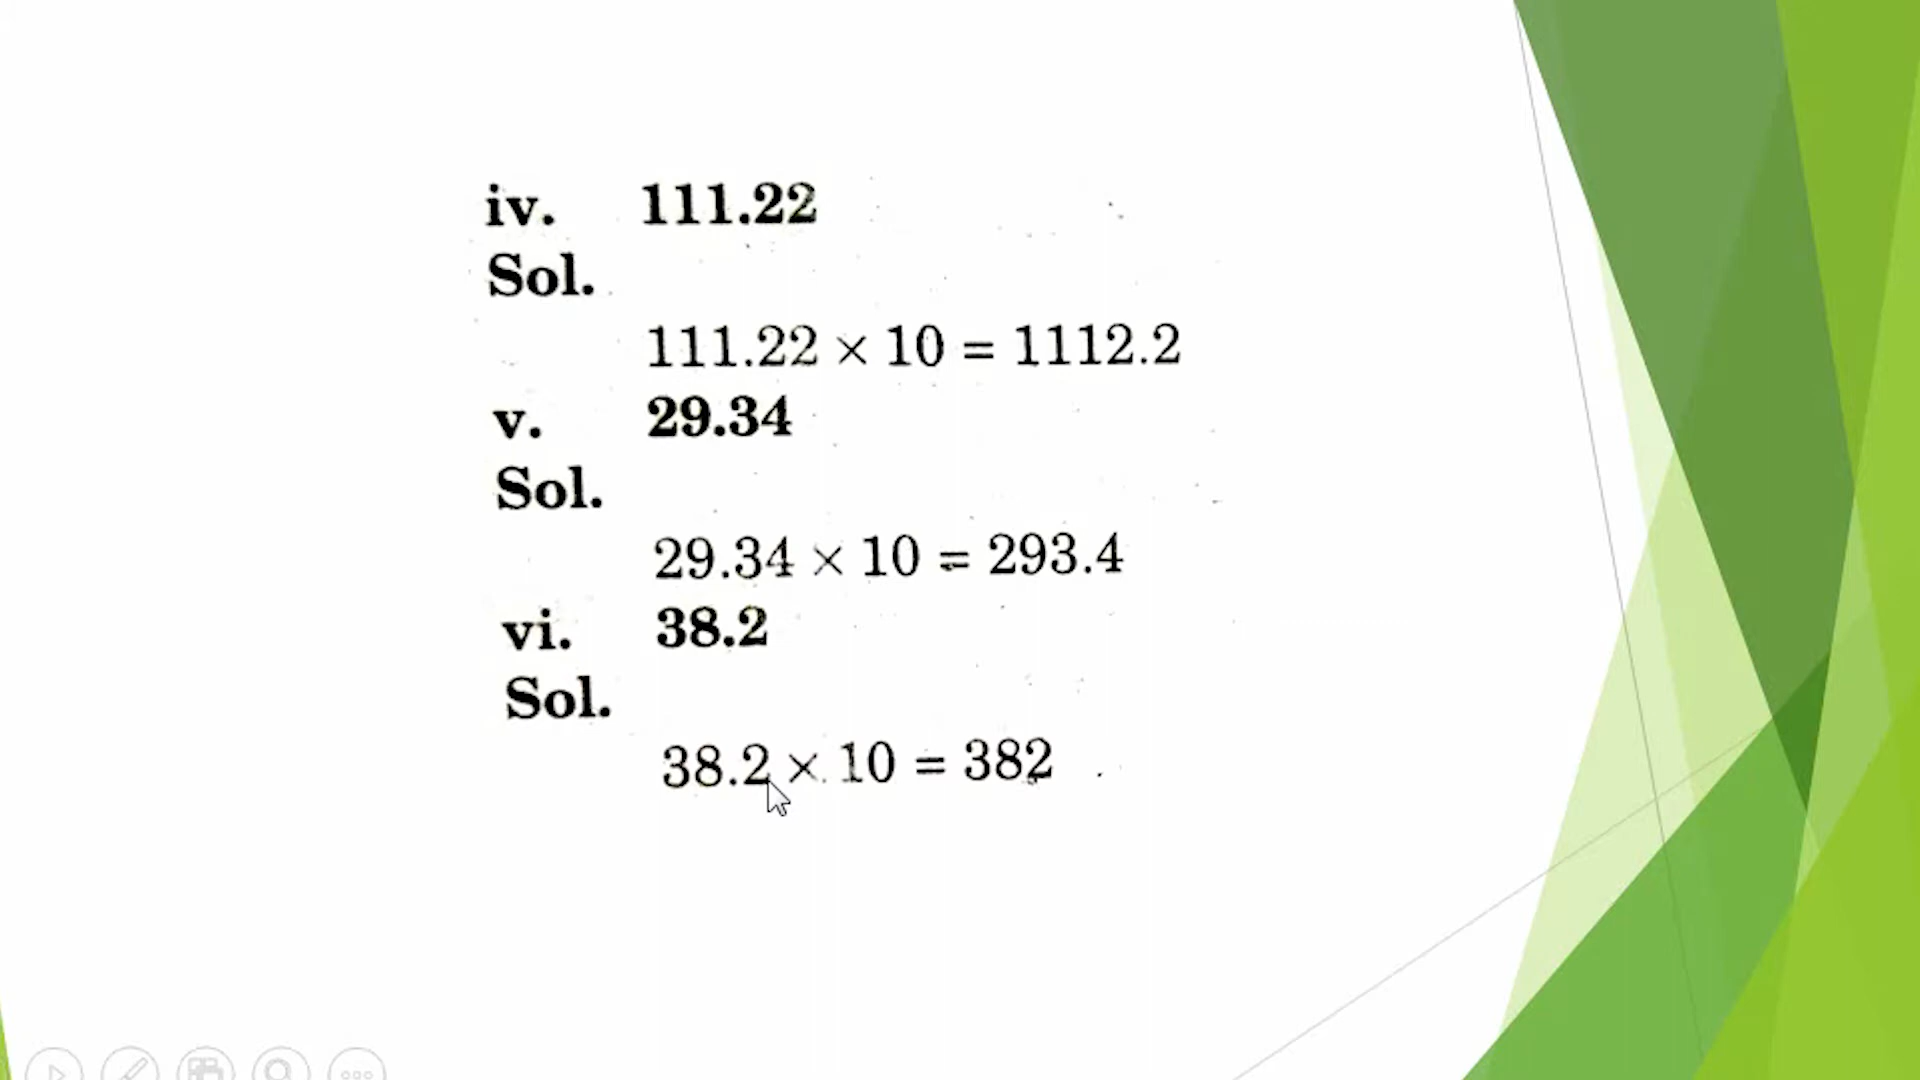 iv. 111.22
Sol.
111.22 × 10 = 1112.2
v. 29.34
Sol.
29.34 × 10 = 293.4
vi. 38.2
Sol.
38.2 × 10 = 382